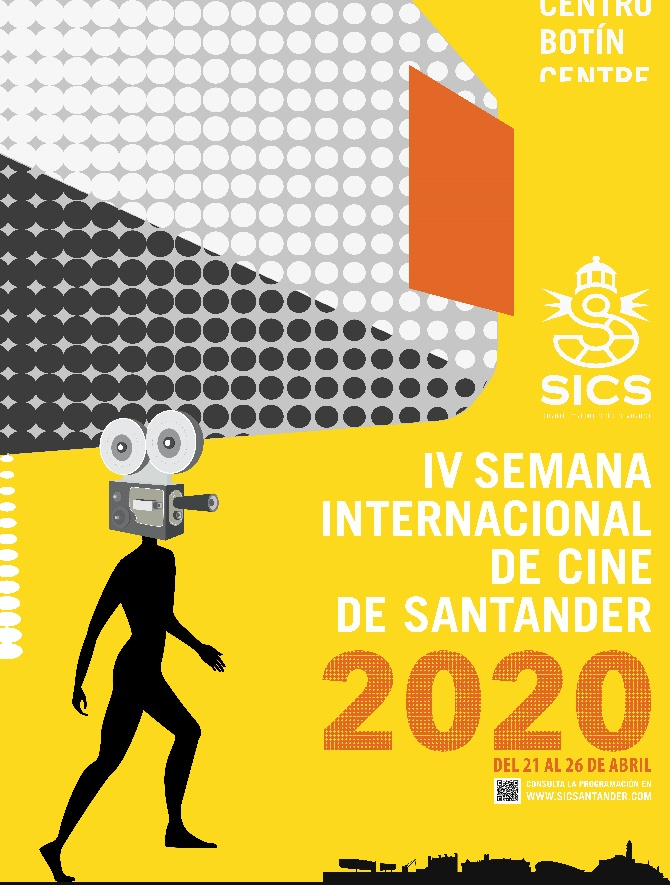 CENTRO
BOTÍN
CENTRE
SICS
IV SEMANA
INTERNACIONAL
DE CINE
DE SANTANDER
2020
DEL 21 AL 26 DE ABRIL
CONSULTA LA PROGRAMACIÓN EN
WWW.SICSANTANDER.COM